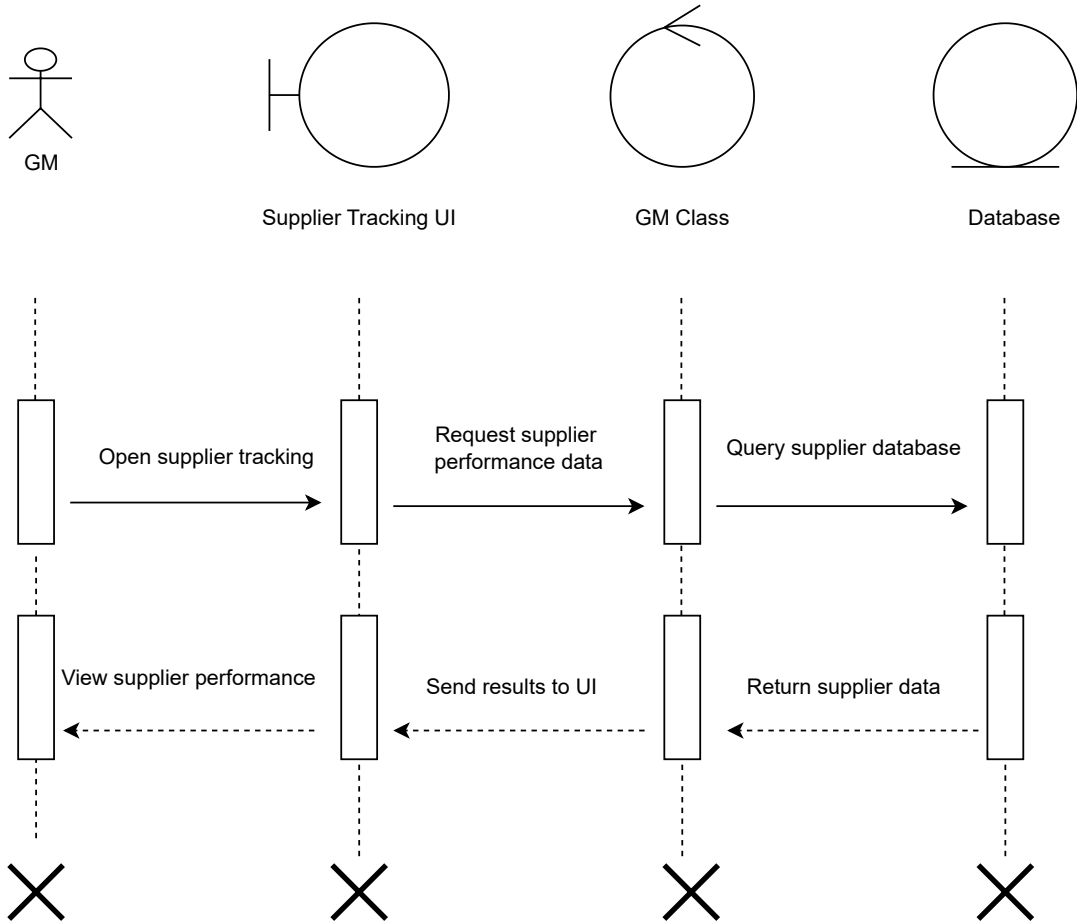 GM
Supplier Tracking UI
GM Class
Database
Open supplier tracking
Request supplier
performance data
Query supplier database
View supplier performance
Send results to UI
Return supplier data